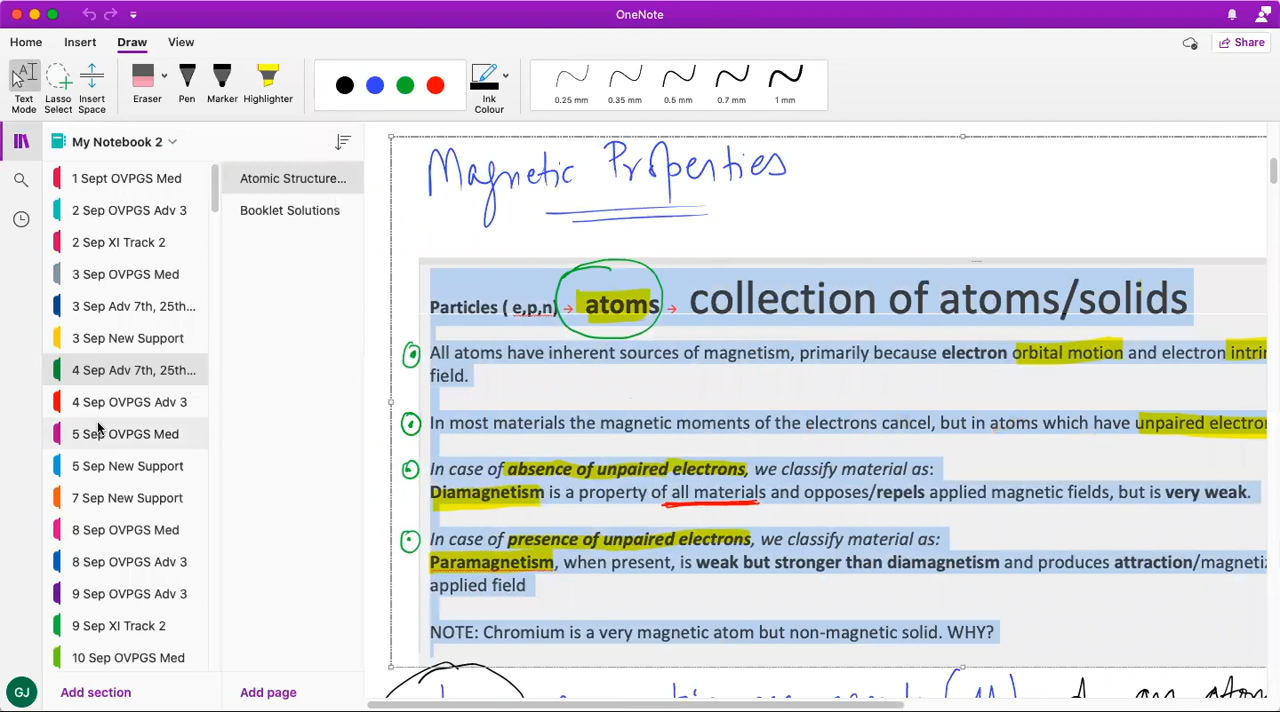 OneNote
Home Insert Draw View
Share
Text Mode
Lasso Select
Insert Space
Eraser
Pen
Marker
Highlighter
Ink Colour
0.25 mm 0.35 mm 0.5 mm 0.7 mm 1 mm
My Notebook 2
1 Sept OVPGS Med
2 Sep OVPGS Adv 3
2 Sep XI Track 2
3 Sep OVPGS Med
3 Sep Adv 7th, 25th...
3 Sep New Support
4 Sep Adv 7th, 25th...
4 Sep OVPGS Adv 3
5 Sep OVPGS Med
5 Sep New Support
7 Sep New Support
8 Sep OVPGS Med
8 Sep OVPGS Adv 3
9 Sep OVPGS Adv 3
9 Sep XI Track 2
10 Sep OVPGS Med
GJ
Add section
Atomic Structure...
Booklet Solutions
Add page
Magnetic Properties
Particles ( e,p,n) → atoms → collection of atoms/solids
All atoms have inherent sources of magnetism, primarily because electron orbital motion and electron intri
field.
In most materials the magnetic moments of the electrons cancel, but in atoms which have unpaired electro
In case of absence of unpaired electrons, we classify material as:
Diamagnetism is a property of all materials and opposes/repels applied magnetic fields, but is very weak.
In case of presence of unpaired electrons, we classify material as:
Paramagnetism, when present, is weak but stronger than diamagnetism and produces attraction/magneti
applied field
NOTE: Chromium is a very magnetic atom but non-magnetic solid. WHY?